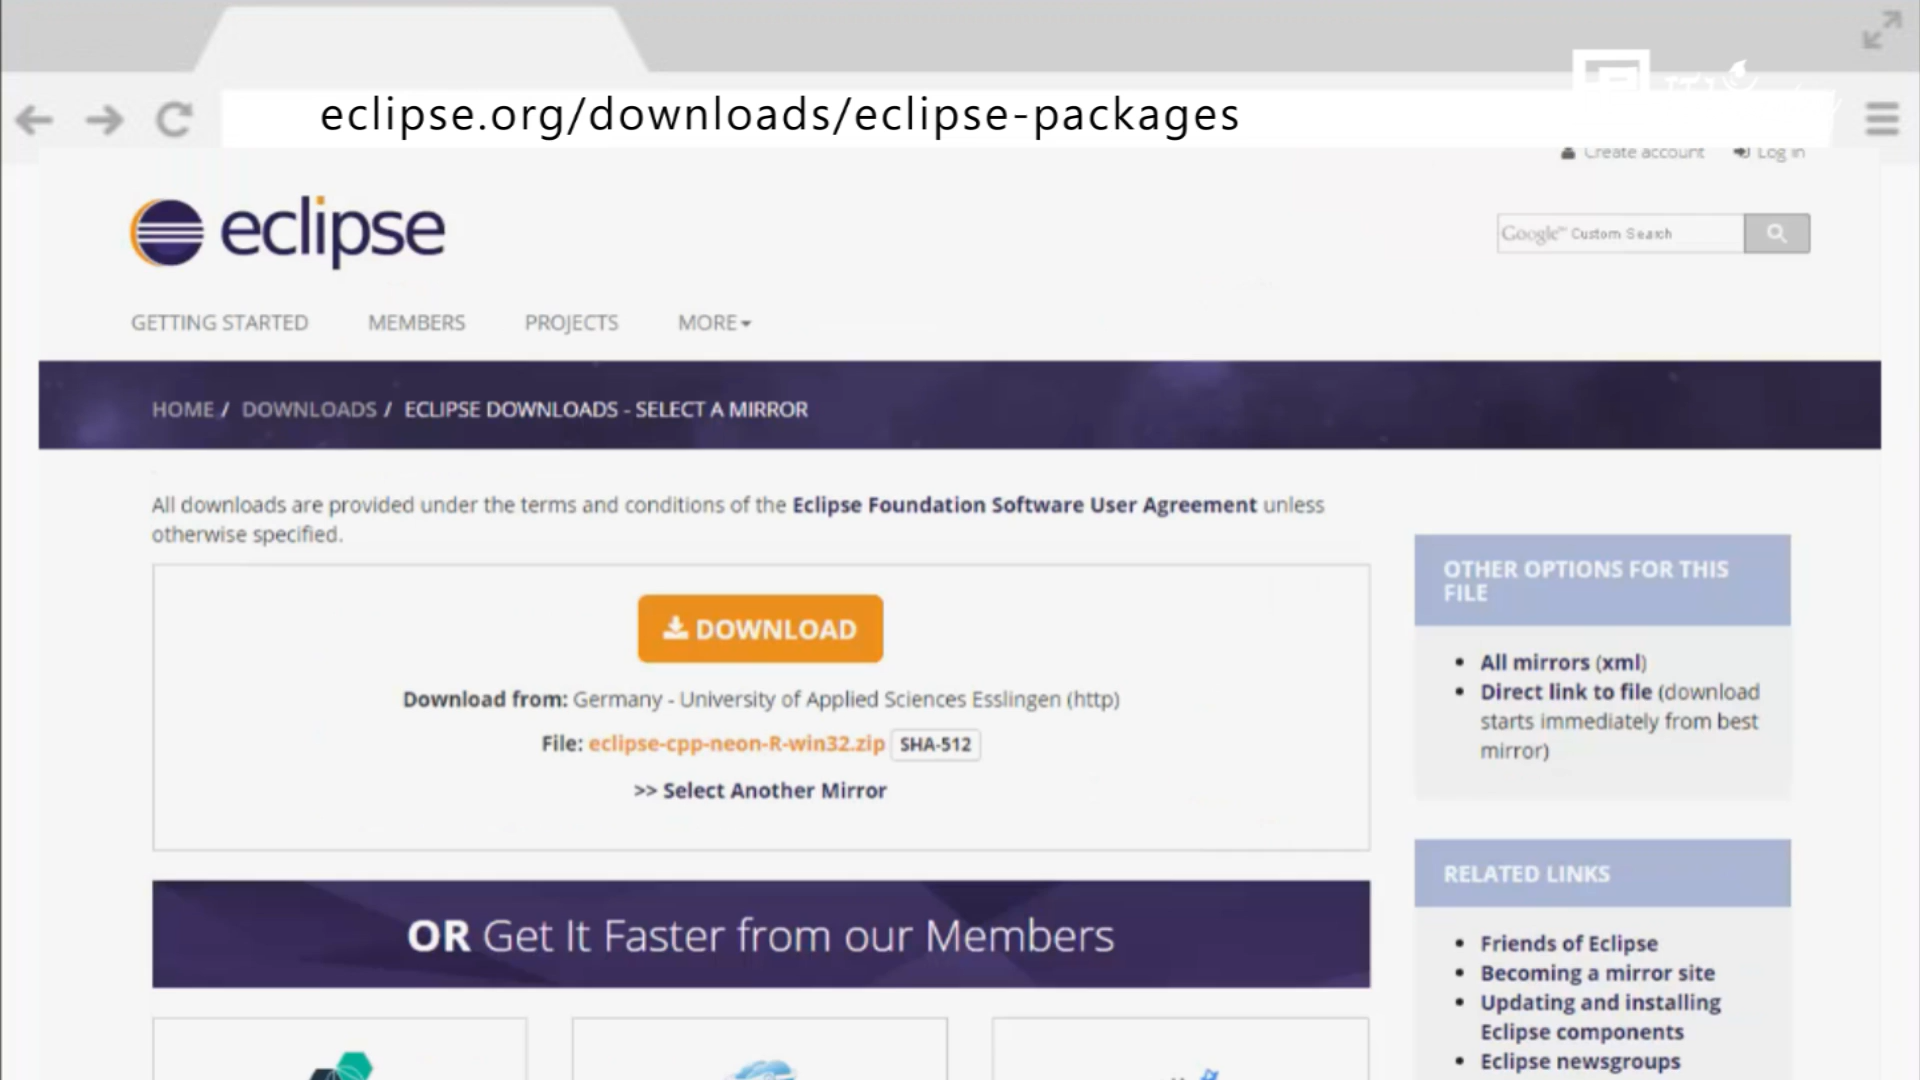 eclipse.org/downloads/eclipse-packages
Create account Log in
eclipse
Google™ Custom Search
GETTING STARTED MEMBERS PROJECTS MORE
HOME / DOWNLOADS / ECLIPSE DOWNLOADS - SELECT A MIRROR
All downloads are provided under the terms and conditions of the Eclipse Foundation Software User Agreement unless
otherwise specified.
DOWNLOAD
Download from: Germany - University of Applied Sciences Esslingen (http)
File: eclipse-cpp-neon-R-win32.zip SHA-512
>> Select Another Mirror
OR Get It Faster from our Members
OTHER OPTIONS FOR THIS
FILE
All mirrors (xml)
Direct link to file (download
starts immediately from best
mirror)
RELATED LINKS
Friends of Eclipse
Becoming a mirror site
Updating and installing
Eclipse components
Eclipse newsgroups